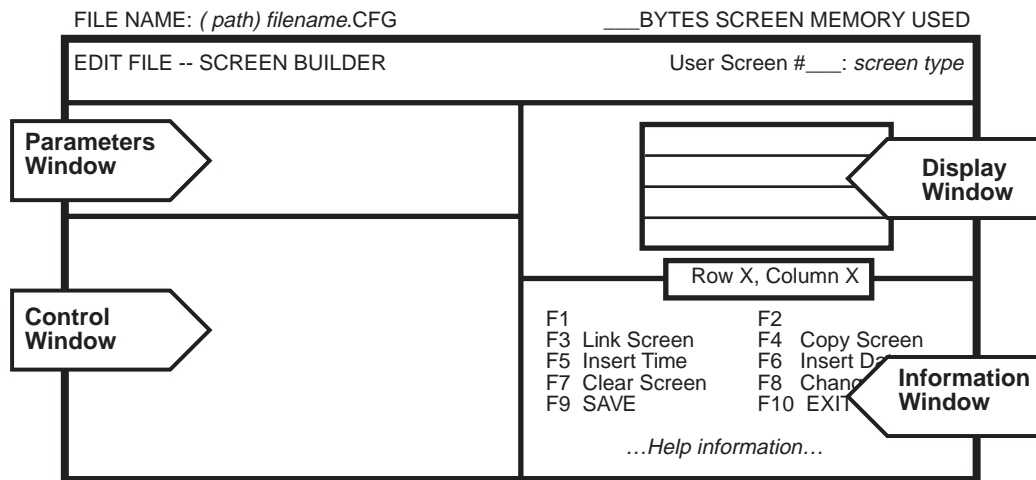 FILE NAME: ( path) filename.CFG
___BYTES SCREEN MEMORY USED
EDIT FILE -- SCREEN BUILDER
User Screen #___: screen type
Parameters
Window
Display
Window
Row X, Column X
Control
Window
F1
F2
F3 Link Screen
F4 Copy Screen
F5 Insert Time
F6 Insert
F7 Clear Screen
F8
F9 SAVE
F10 EXIT
Information
Window
…Help information…